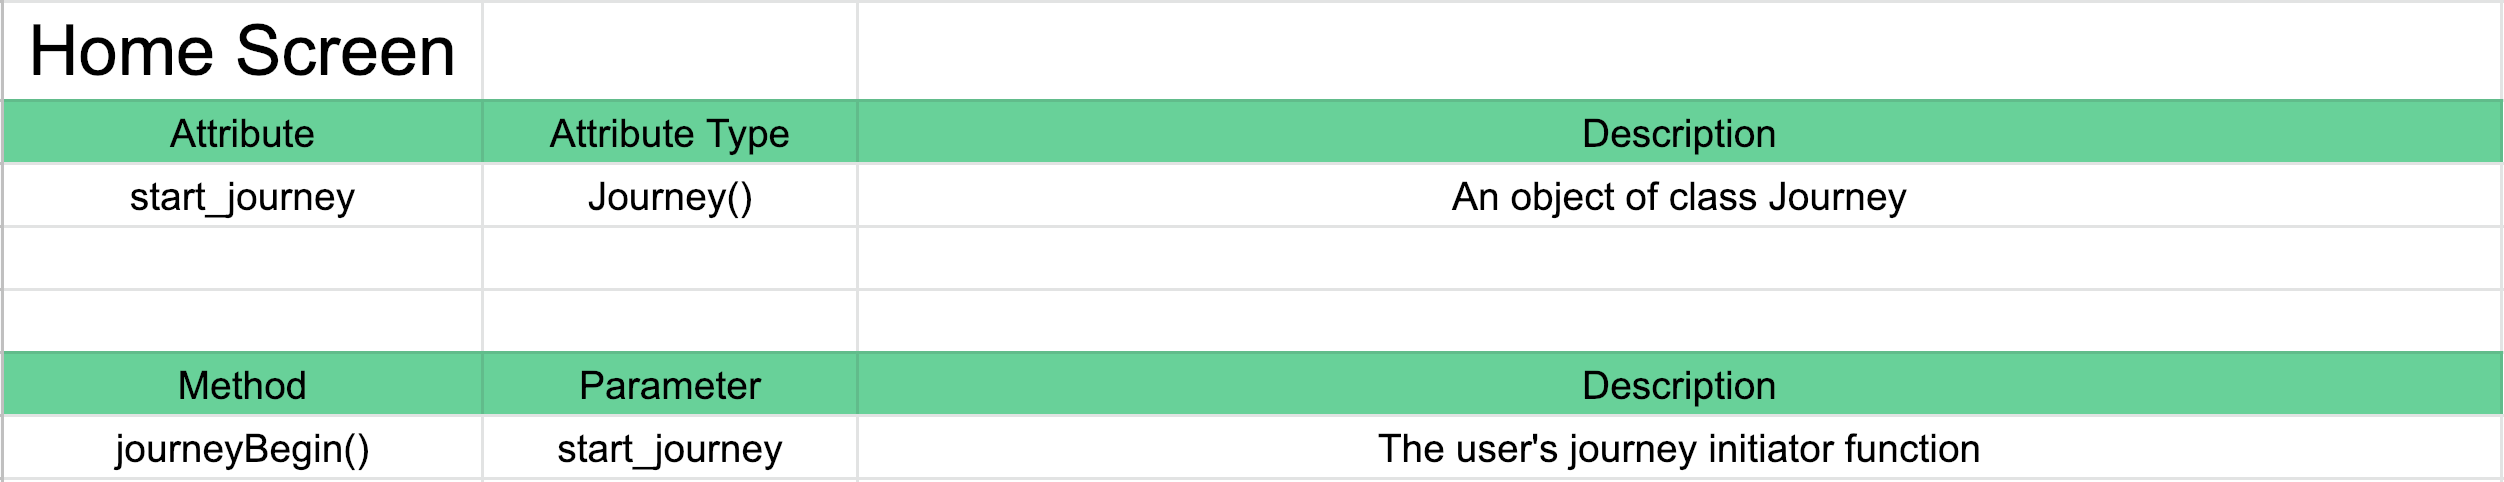 Home Screen
Attribute Attribute Type Description
start_journey Journey() An object of class Journey
Method Parameter Description
journeyBegin() start_journey The user's journey initiator function